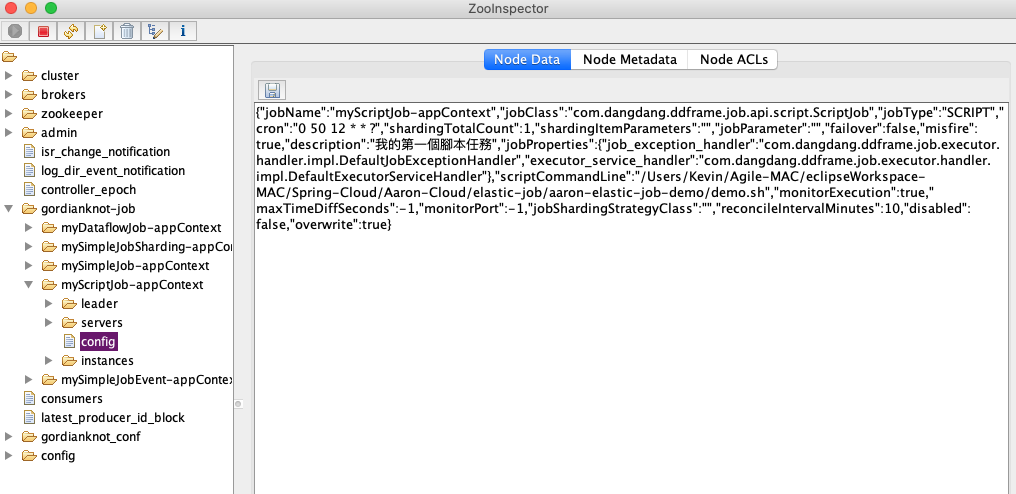 ZooInspector
cluster
brokers
zookeeper
admin
isr_change_notification
log_dir_event_notification
controller_epoch
gordianknot-job
myDataflowJob-appContext
mySimpleJobSharding-appCon
mySimpleJob-appContext
myScriptJob-appContext
leader
servers
config
instances
mySimpleJobEvent-appContex
consumers
latest_producer_id_block
gordianknot_conf
config
Node Data
Node Metadata
Node ACLs
{"jobName":"myScriptJob-appContext","jobClass":"com.dangdang.ddframe.job.api.script.ScriptJob","jobType":"SCRIPT","
cron":"0 50 12 * * ?","shardingTotalCount":1,"shardingItemParameters":"","jobParameter":"","failover":false,"misfire":
true,"description":"我的第一個腳本任務","jobProperties":{"job_exception_handler":"com.dangdang.ddframe.job.executor.
handler.impl.DefaultJobExceptionHandler","executor_service_handler":"com.dangdang.ddframe.job.executor.handler.
impl.DefaultExecutorServiceHandler"},"scriptCommandLine":"/Users/Kevin/Agile-MAC/eclipseWorkspace-
MAC/Spring-Cloud/Aaron-Cloud/elastic-job/aaron-elastic-job-demo/demo.sh","monitorExecution":true,"
maxTimeDiffSeconds":-1,"monitorPort":-1,"jobShardingStrategyClass":"","reconcileIntervalMinutes":10,"disabled":
false,"overwrite":true}